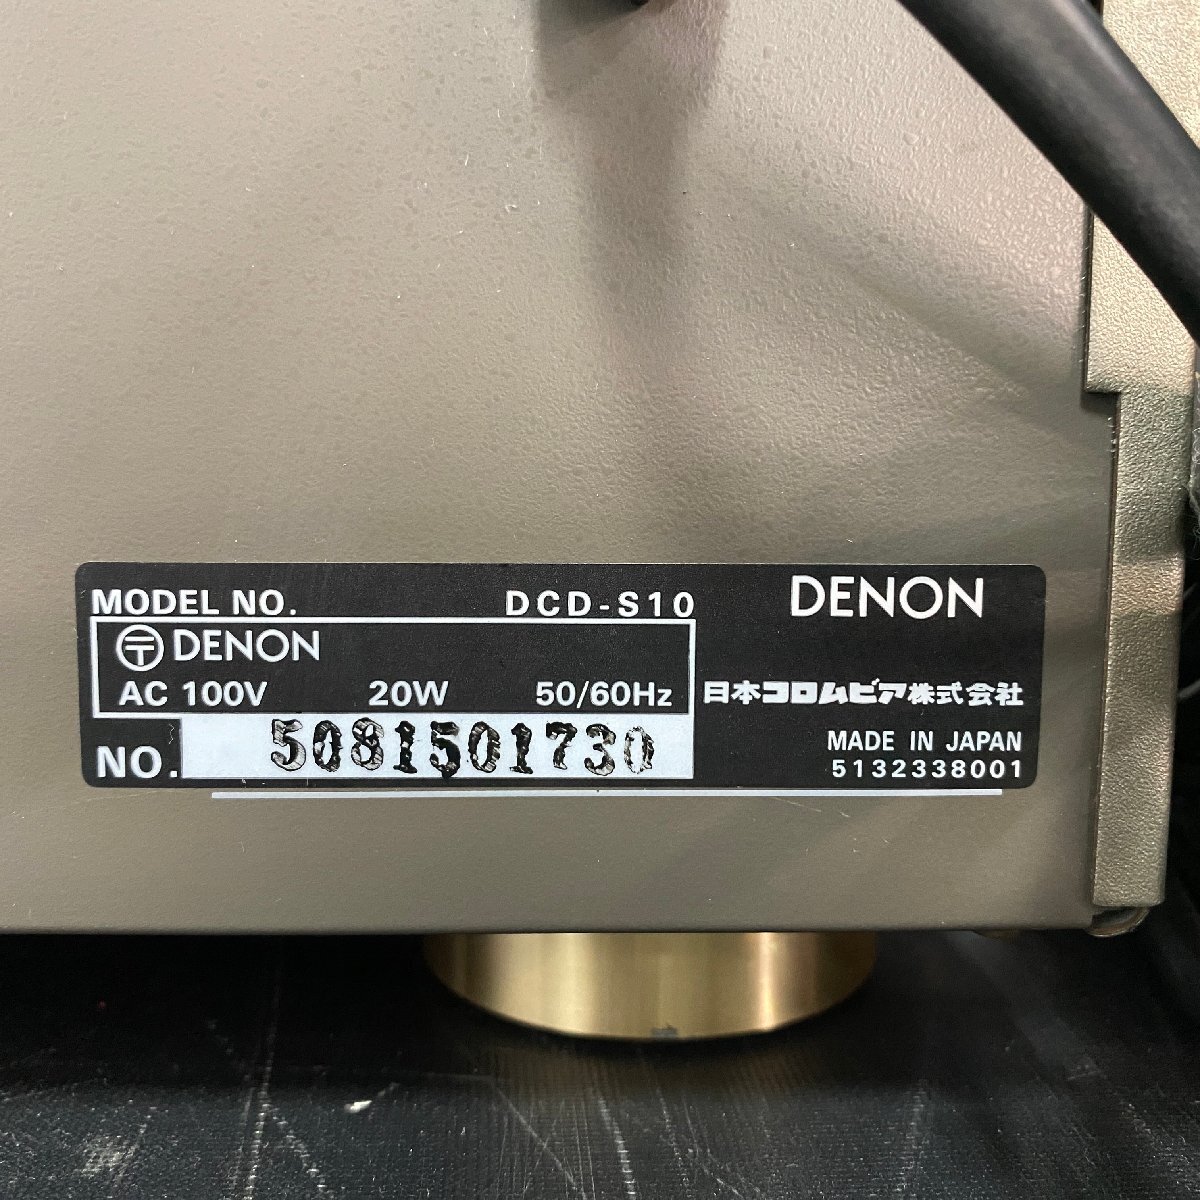 MODEL NO. DCD-S10
DENON
〒 DENON
AC 100V 20W 50/60Hz
日本コロムビア株式会社
NO. 5081501730
MADE IN JAPAN
5132338001